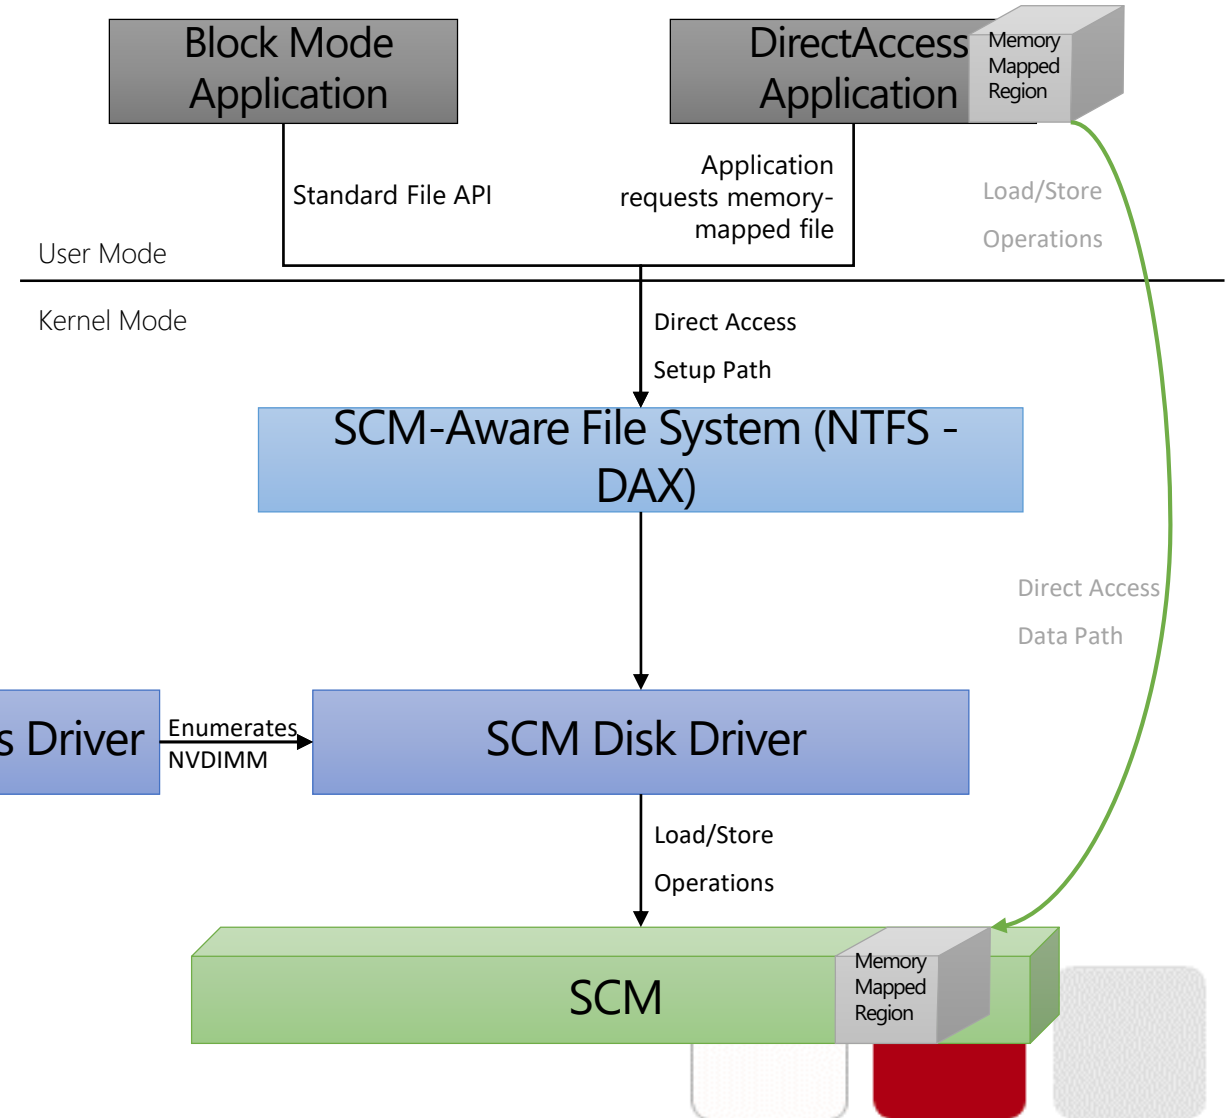 Block Mode
Application
DirectAccess
Application
Memory
Mapped
Region
Standard File API
Application
requests memory-
mapped file
Load/Store
Operations
User Mode
Kernel Mode
Direct Access
Setup Path
SCM-Aware File System (NTFS -
DAX)
Direct Access
Data Path
s Driver
Enumerates
NVDIMM
SCM Disk Driver
Load/Store
Operations
SCM
Memory
Mapped
Region